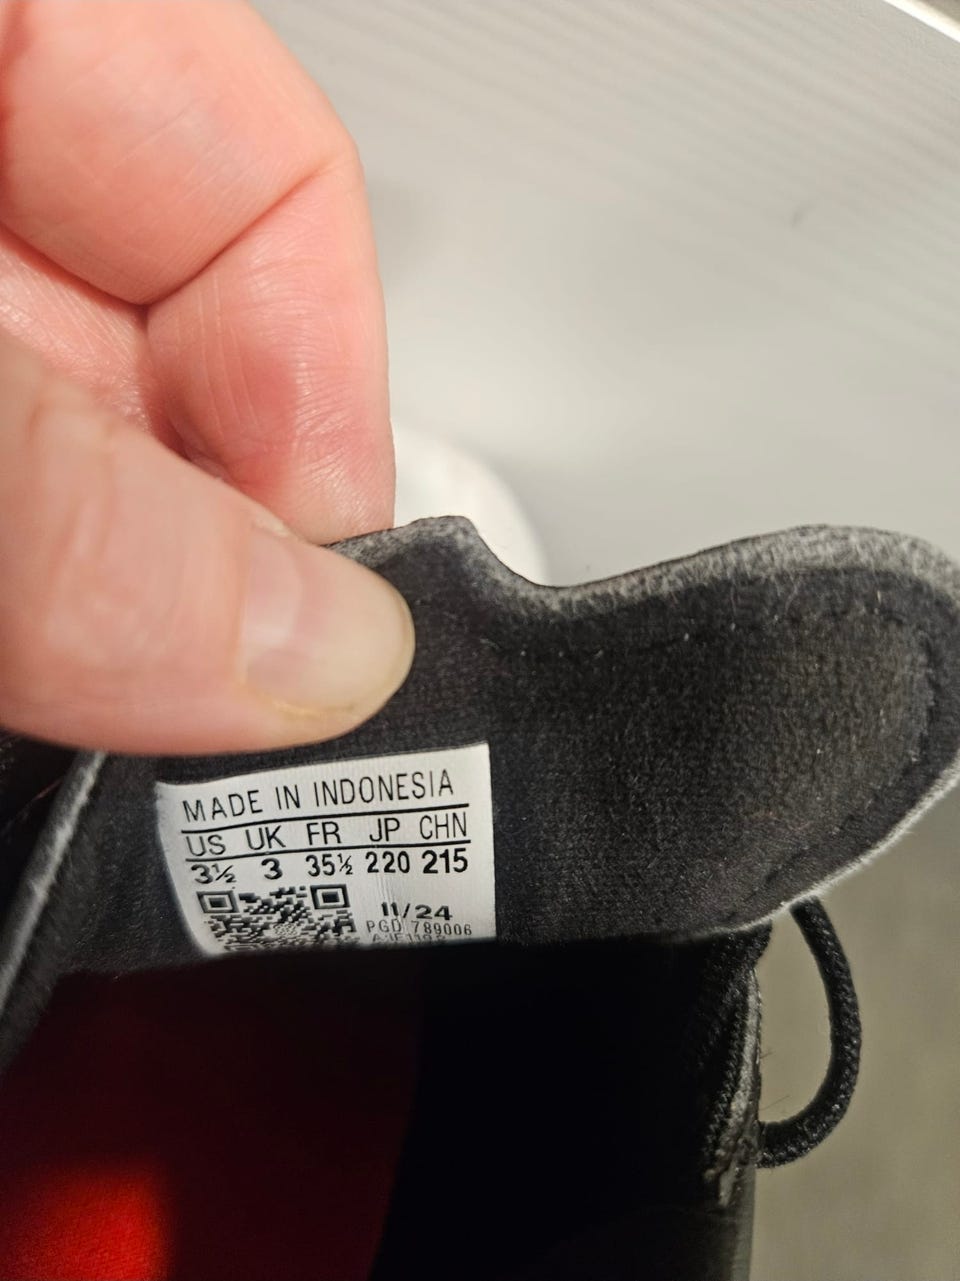 MADE IN INDONESIA
US UK FR JP CHN
3½ 3 35½ 220 215
11/24
PGD 789006